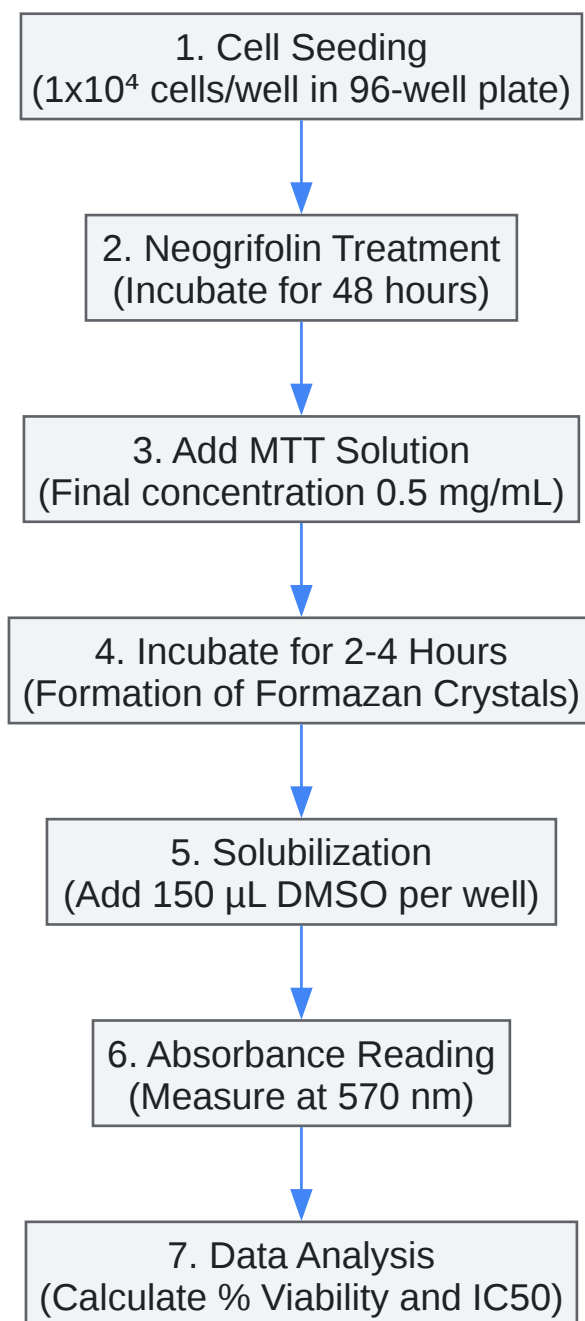 1. Cell Seeding
(1x10⁴ cells/well in 96-well plate)
2. Neogrifolin Treatment
(Incubate for 48 hours)
3. Add MTT Solution
(Final concentration 0.5 mg/mL)
4. Incubate for 2-4 Hours
(Formation of Formazan Crystals)
5. Solubilization
(Add 150 µL DMSO per well)
6. Absorbance Reading
(Measure at 570 nm)
7. Data Analysis
(Calculate % Viability and IC50)